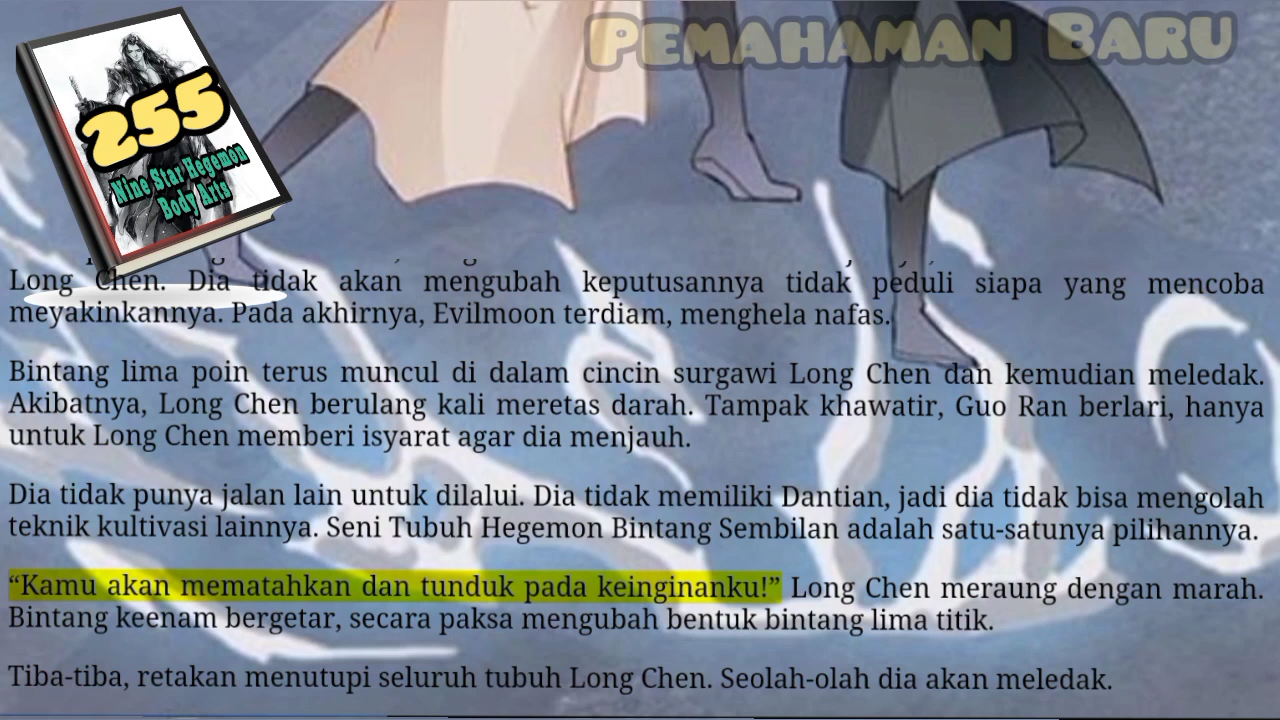 PEMAHAMAN BARU
255
Nine Star Hegemon
Body Arts
Long Chen. Dia tidak akan mengubah keputusannya tidak peduli siapa yang mencoba
meyakinkannya. Pada akhirnya, Evilmoon terdiam, menghela nafas.
Bintang lima poin terus muncul di dalam cincin surgawi Long Chen dan kemudian meledak.
Akibatnya, Long Chen berulang kali meretas darah. Tampak khawatir, Guo Ran berlari, hanya
untuk Long Chen memberi isyarat agar dia menjauh.
Dia tidak punya jalan lain untuk dilalui. Dia tidak memiliki Dantian, jadi dia tidak bisa mengolah
teknik kultivasi lainnya. Seni Tubuh Hegemon Bintang Sembilan adalah satu-satunya pilihannya.
“Kamu akan mematahkan dan tunduk pada keinginanku!” Long Chen meraung dengan marah.
Bintang keenam bergetar, secara paksa mengubah bentuk bintang lima titik.
Tiba-tiba, retakan menutupi seluruh tubuh Long Chen. Seolah-olah dia akan meledak.